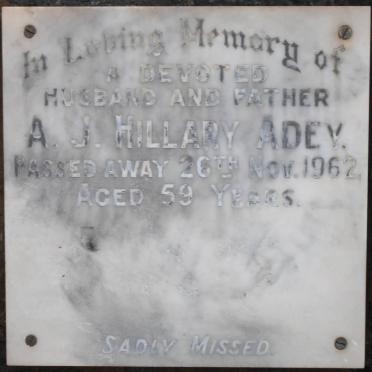 In Loving Memory of
A DEVOTED
HUSBAND AND FATHER
A. J. HILLARY ADEY.
PASSED AWAY 26TH NOV. 1962,
AGED 59 YEARS.
SADLY MISSED.